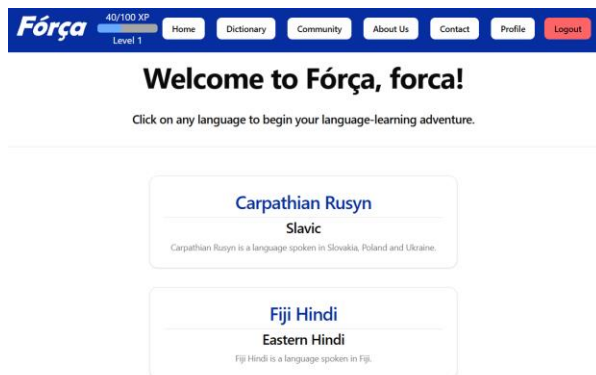 Fórça
40/100 XP
Level 1
Home
Dictionary
Community
About Us
Contact
Profile
Logout
Welcome to Fórça, forca!
Click on any language to begin your language-learning adventure.
Carpathian Rusyn
Slavic
Carpathian Rusyn is a language spoken in Slovakia, Poland and Ukraine.
Fiji Hindi
Eastern Hindi
Fiji Hindi is a language spoken in Fiji.